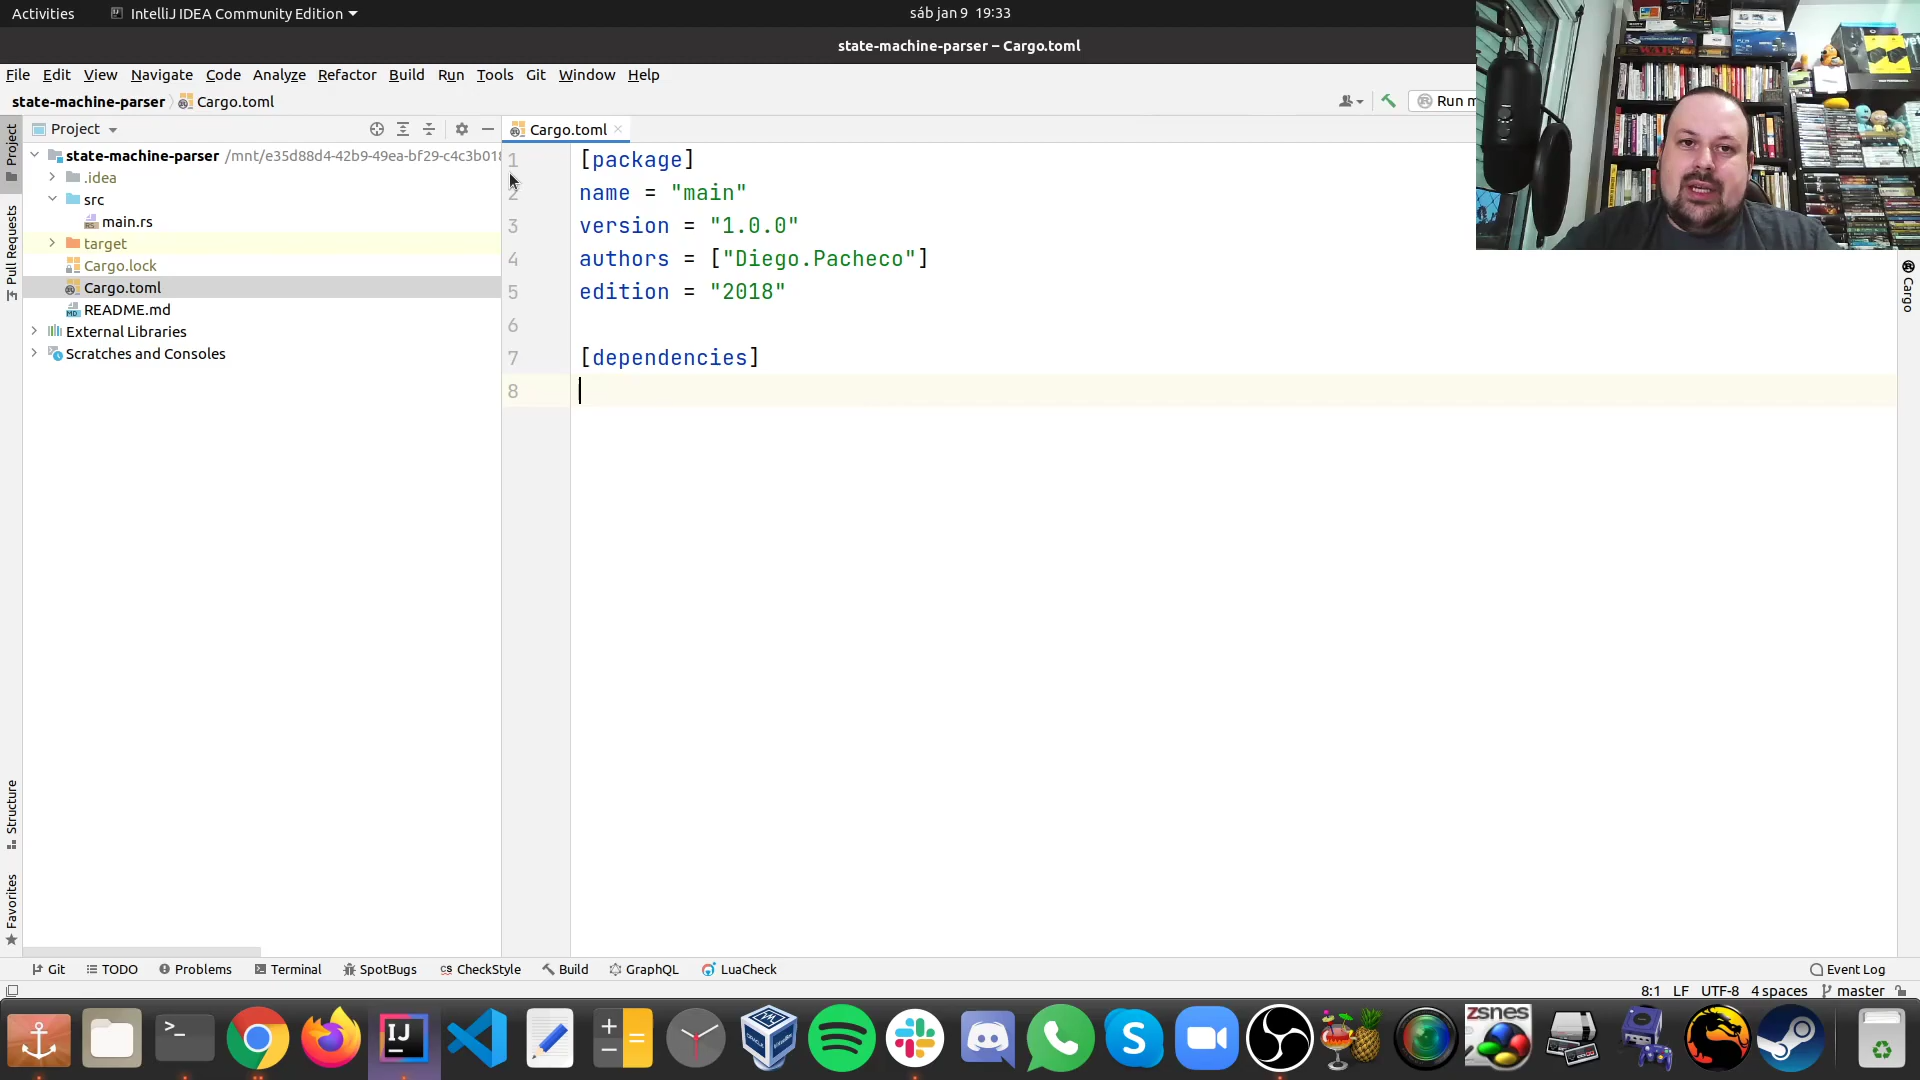 Activities
IntelliJ IDEA Community Edition
sáb jan 9 19:33
state-machine-parser – Cargo.toml
File Edit View Navigate Code Analyze Refactor Build Run Tools Git Window Help
state-machine-parser Cargo.toml
Run m
Project
Cargo.toml
state-machine-parser /mnt/e35d88d4-42b9-49ea-bf29-c4c3b018
.idea
src
main.rs
target
Cargo.lock
Cargo.toml
README.md
External Libraries
Scratches and Consoles
1 [package]
2 name = "main"
3 version = "1.0.0"
4 authors = ["Diego.Pacheco"]
5 edition = "2018"
6
7 [dependencies]
8
Project
Pull Requests
Structure
Favorites
Cargo
Git TODO Problems Terminal SpotBugs CheckStyle Build GraphQL LuaCheck
Event Log
8:1 LF UTF-8 4 spaces master
IJ
ZSNES